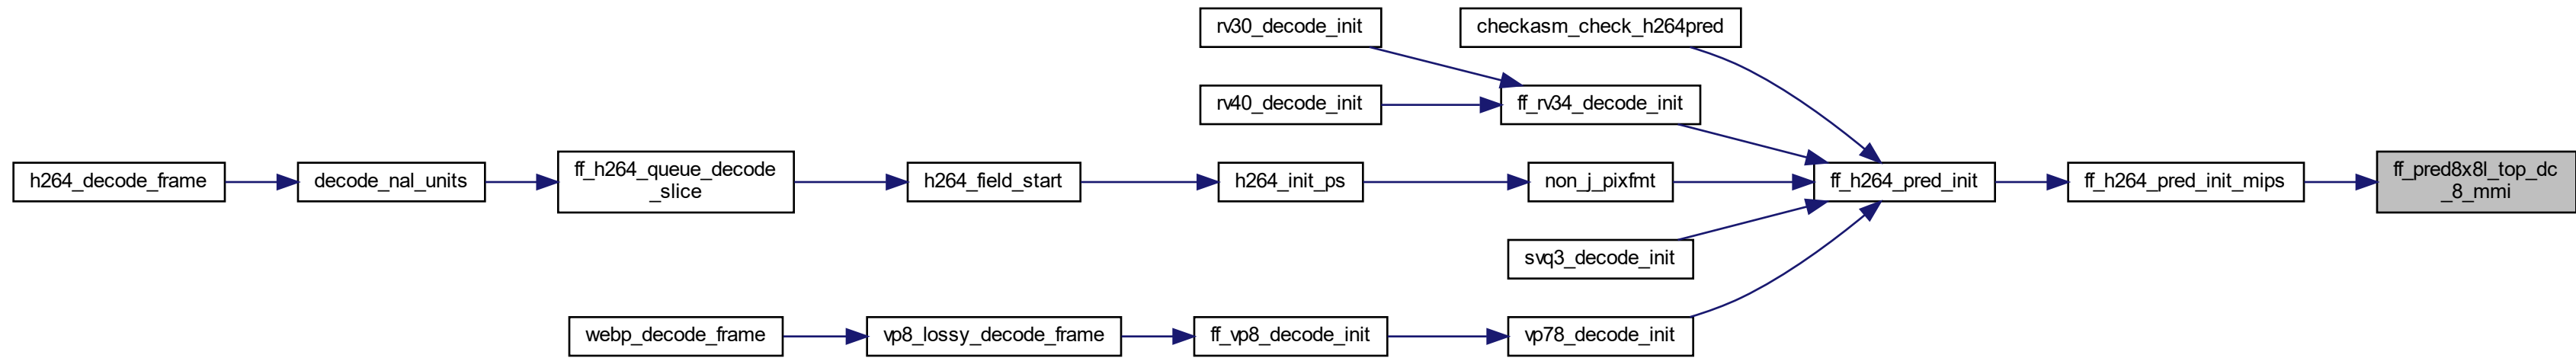 rv30_decode_init
checkasm_check_h264pred
rv40_decode_init
ff_rv34_decode_init
h264_decode_frame
decode_nal_units
ff_h264_queue_decode
_slice
h264_field_start
h264_init_ps
non_j_pixfmt
ff_h264_pred_init
ff_h264_pred_init_mips
ff_pred8x8l_top_dc
_8_mmi
svq3_decode_init
webp_decode_frame
vp8_lossy_decode_frame
ff_vp8_decode_init
vp78_decode_init